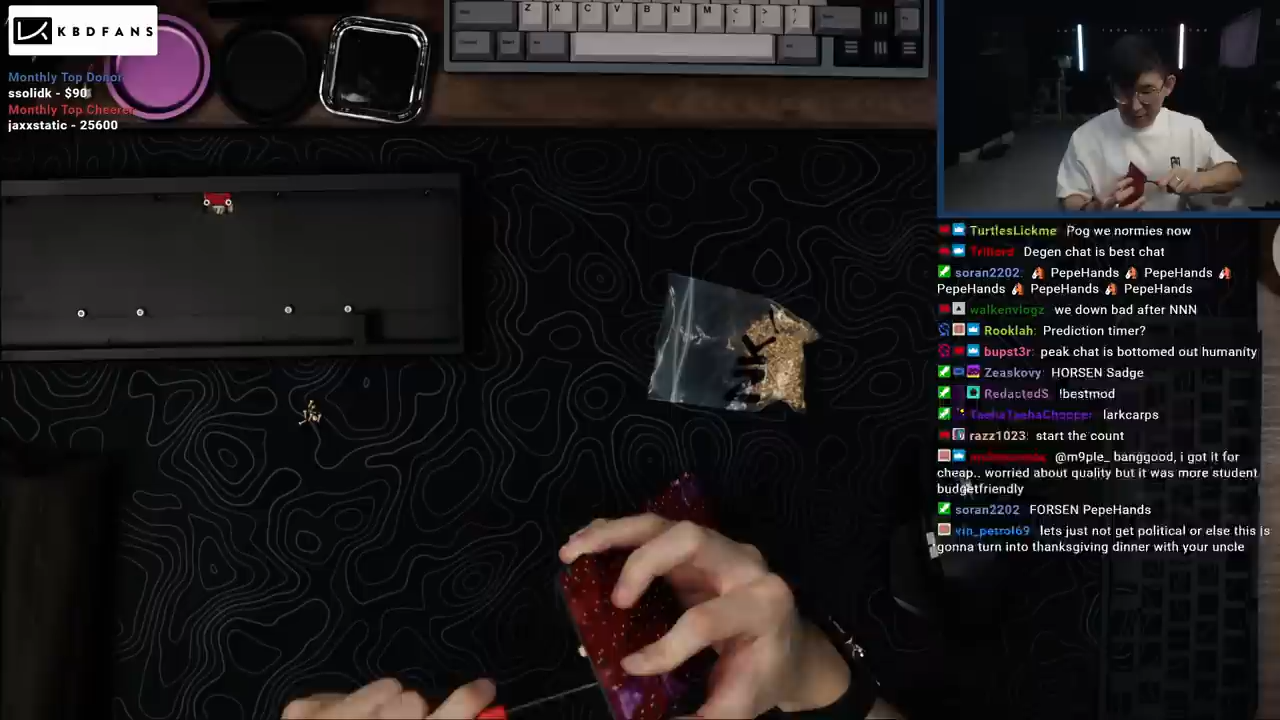 KBDFANS
Monthly Top Donor
ssolidk - $90
Monthly Top Cheerer
jaxxstatic - 25600
Z X C V B N M < > ?
TurtlesLickme: Pog we normies now
Trilliard: Degen chat is best chat
soran2202: PepeHands PepeHands
PepeHands PepeHands PepeHands
walkenvlogz: we down bad after NNN
Rooklah: Prediction timer?
bupst3r: peak chat is bottomed out humanity
Zeaskovy: HORSEN Sadge
RedactedS: !bestmod
TaehaTaehaChopper: larkcarps
razz1023: start the count
@m9ple_ banggood, i got it for
cheap.. worried about quality but it was more student
budgetfriendly
soran2202 FORSEN PepeHands
vin_petrol69: lets just not get political or else this is
gonna turn into thanksgiving dinner with your uncle